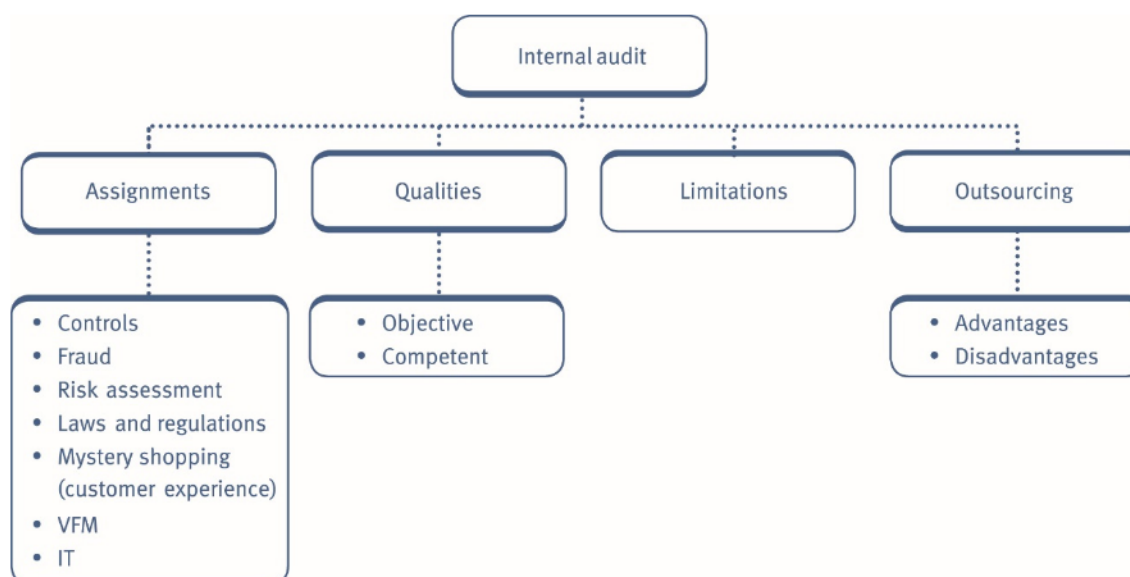 Internal audit
Assignments
Qualities
Limitations
Outsourcing
• Controls
• Fraud
• Risk assessment
• Laws and regulations
• Mystery shopping
(customer experience)
• VFM
• IT
• Objective
• Competent
• Advantages
• Disadvantages